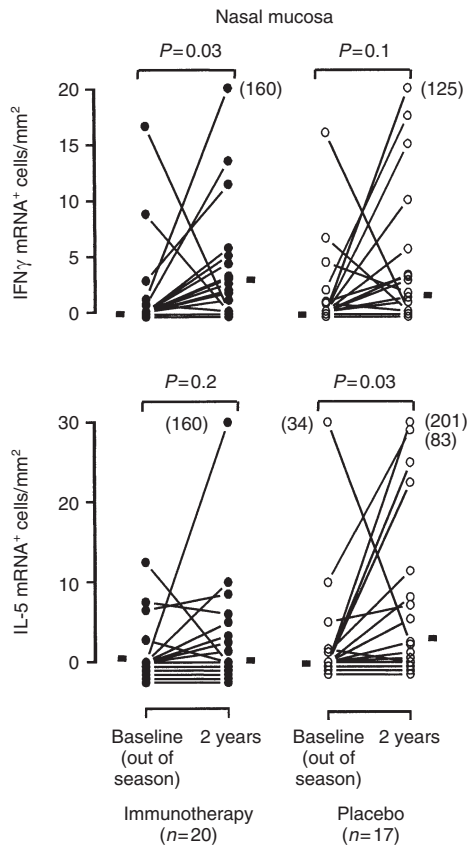 Nasal mucosa
P=0.03
P=0.1
IFNγ mRNA+ cells/mm²
20
15
10
5
0
(160)
(125)
P=0.2
P=0.03
IL-5 mRNA+ cells/mm²
30
20
10
0
(160)
(34)
(201)
(83)
Baseline
(out of
season)
2 years
Baseline
(out of
season)
2 years
Immunotherapy
(n=20)
Placebo
(n=17)